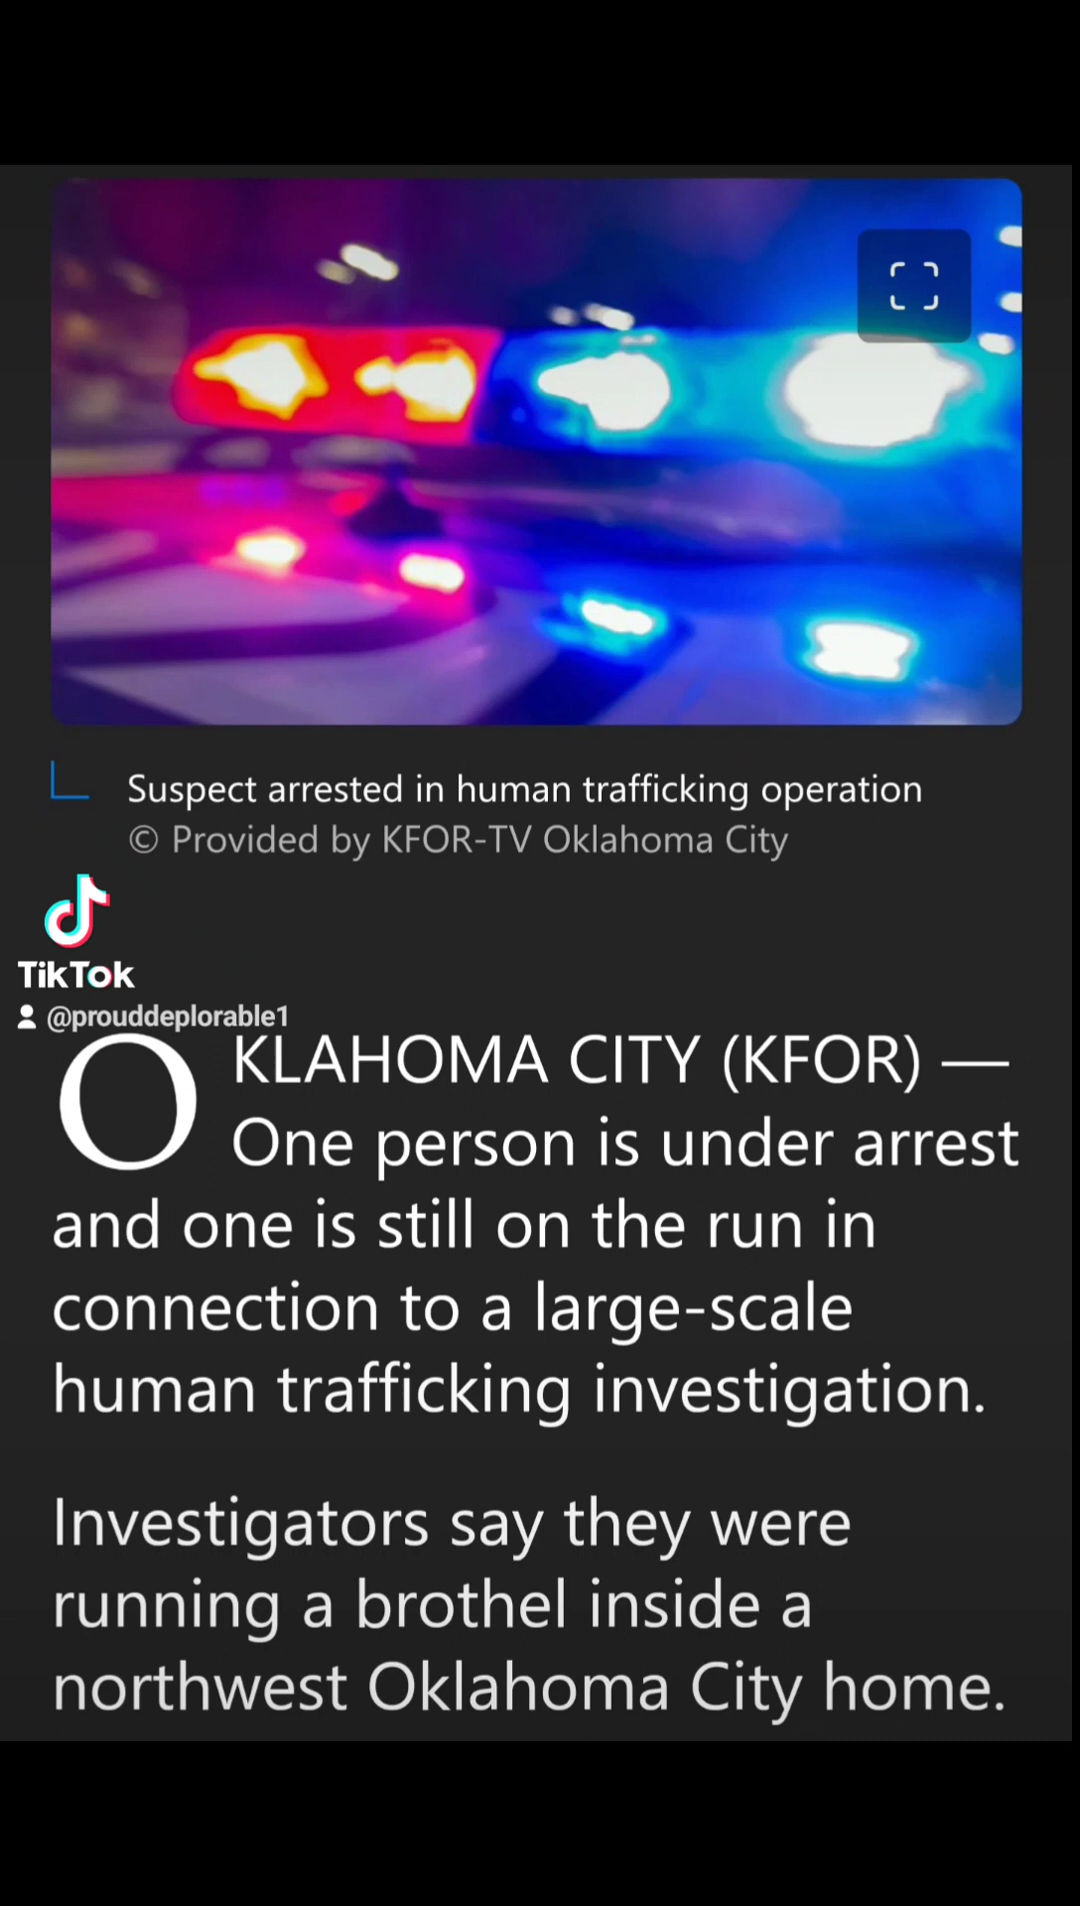 Suspect arrested in human trafficking operation
© Provided by KFOR-TV Oklahoma City
TikTok
@prouddeplorable1
OKLAHOMA CITY (KFOR) —
One person is under arrest
and one is still on the run in
connection to a large-scale
human trafficking investigation.
Investigators say they were
running a brothel inside a
northwest Oklahoma City home.